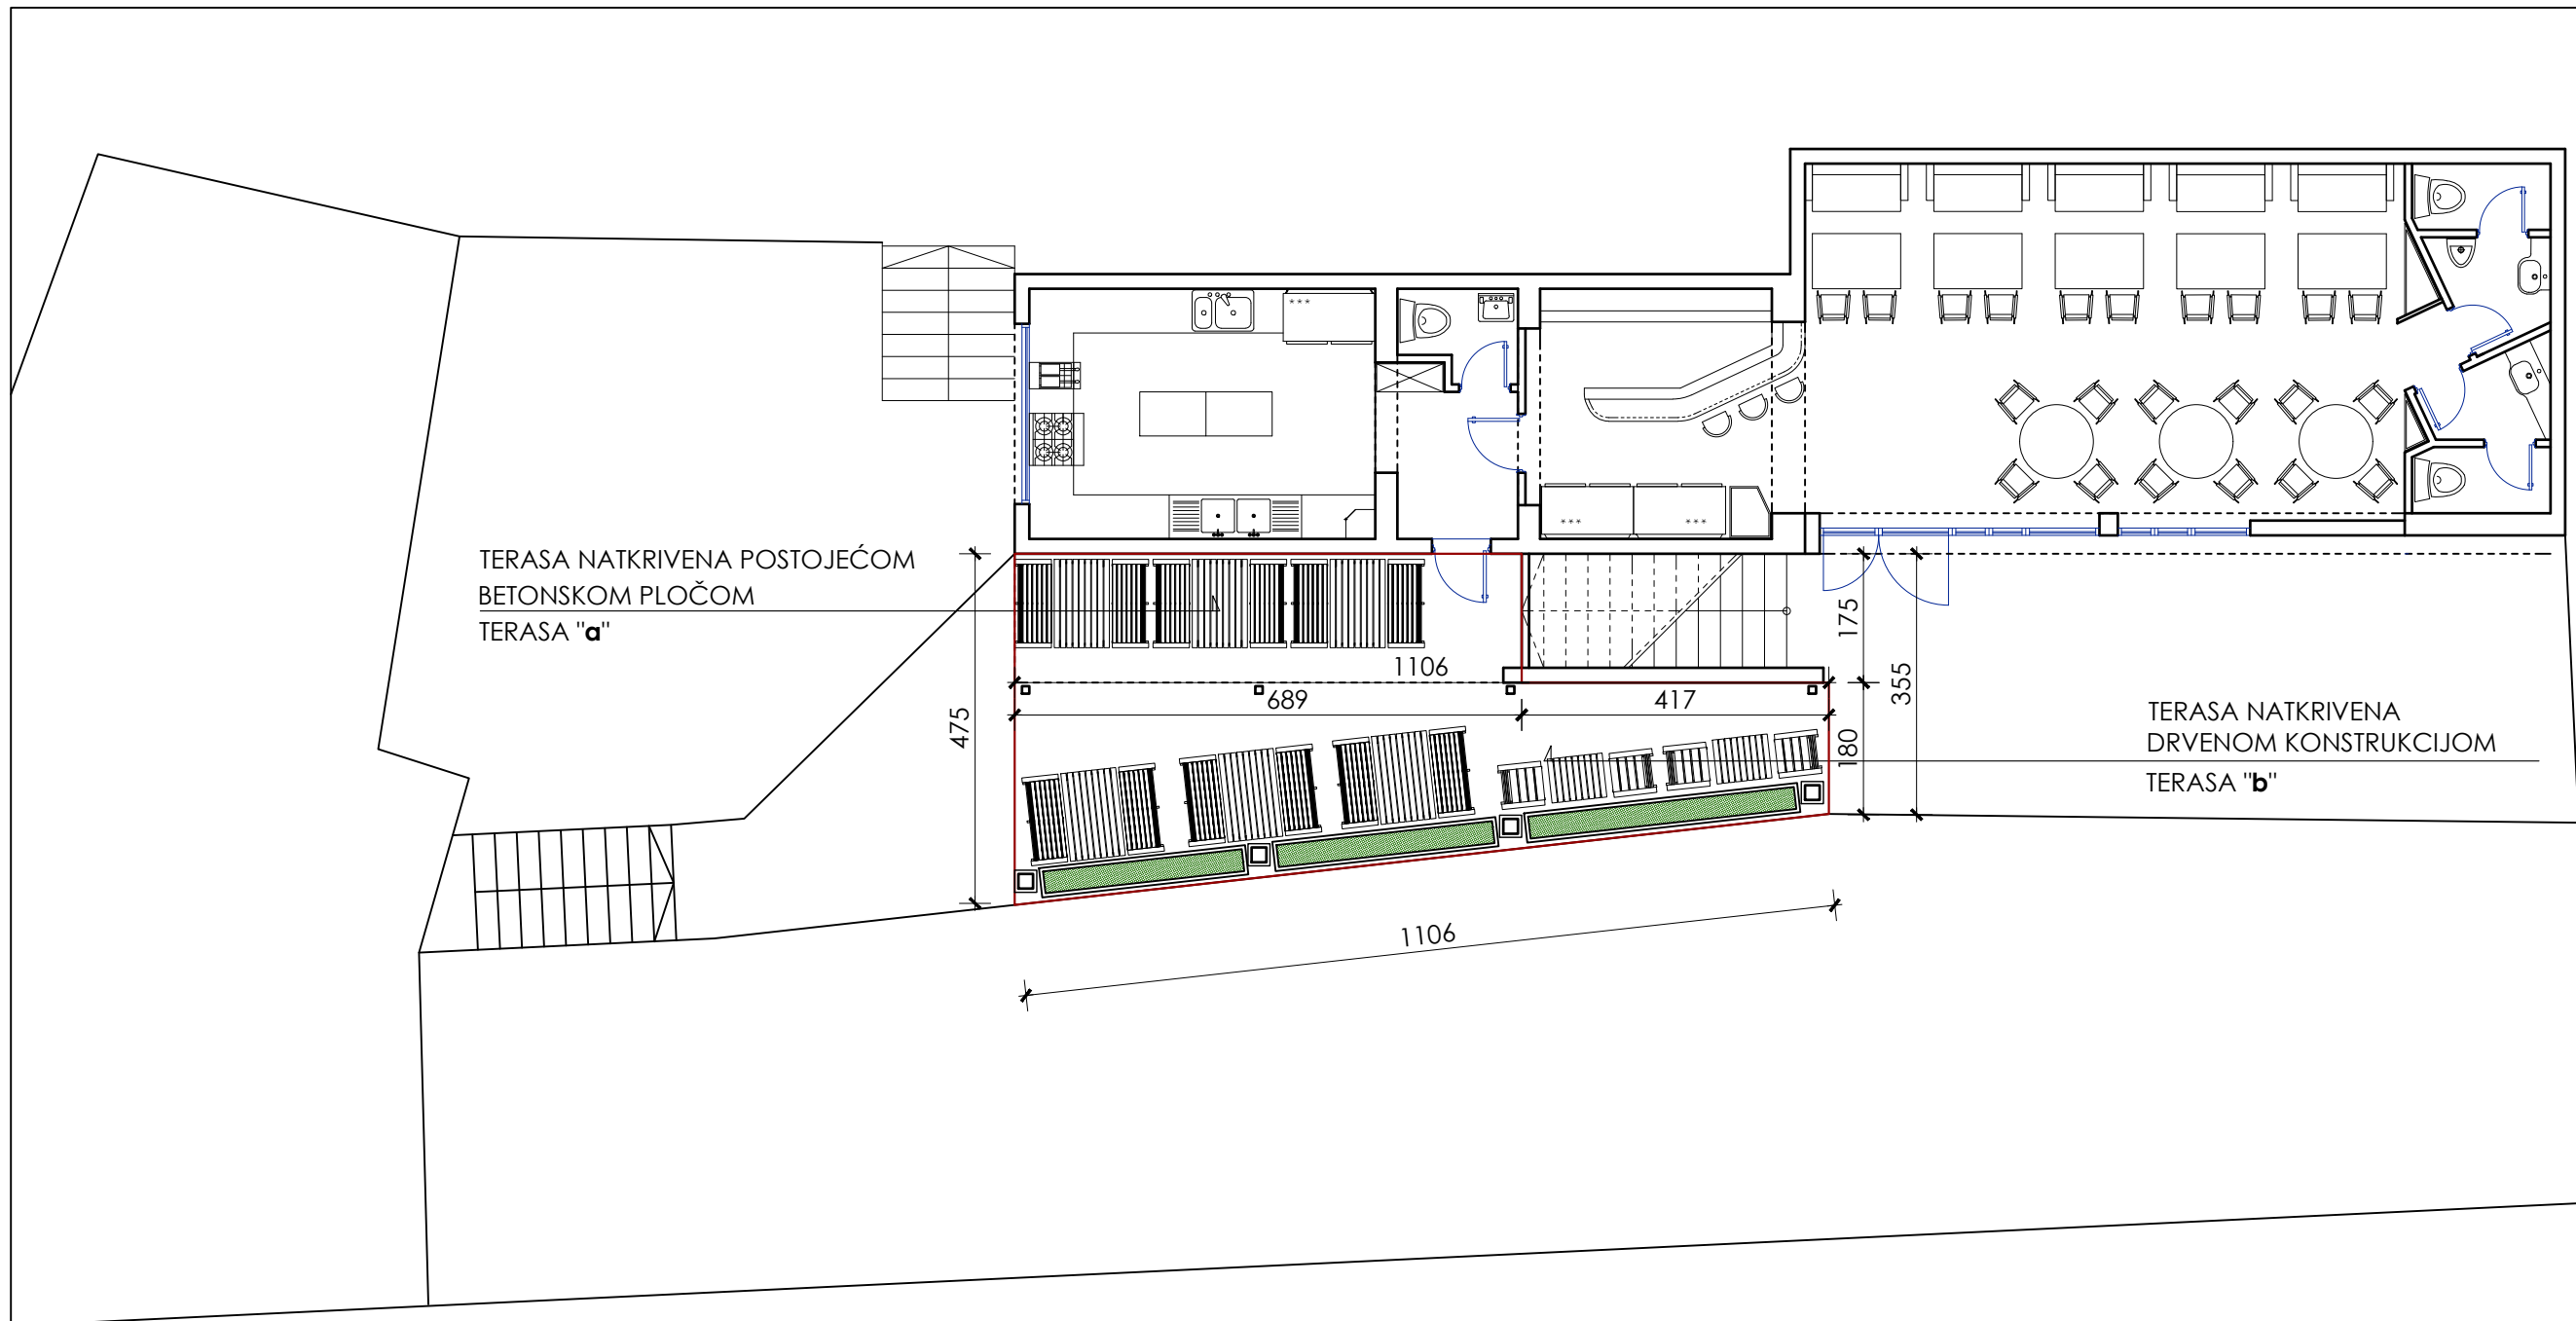 TERASA NATKRIVENA POSTOJEĆOM
BETONSKOM PLOČOM
TERASA "a"
1106
689
417
475
175
355
180
TERASA NATKRIVENA
DRVENOM KONSTRUKCIJOM
TERASA "b"
1106